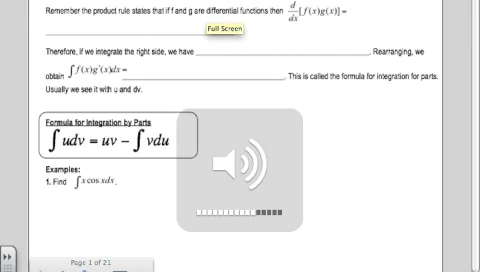 Remember the product rule states that if f and g are differential functions then d/dx [f(x)g(x)] =
Full Screen
Therefore, if we integrate the right side, we have ____________. Rearranging, we
obtain ∫ f(x)g'(x)dx = ____________. This is called the formula for integration for parts.
Usually we see it with u and dv.
Formula for Integration by Parts
∫ udv = uv − ∫ vdu
Examples:
1. Find ∫ x cos xdx.
Page 1 of 21